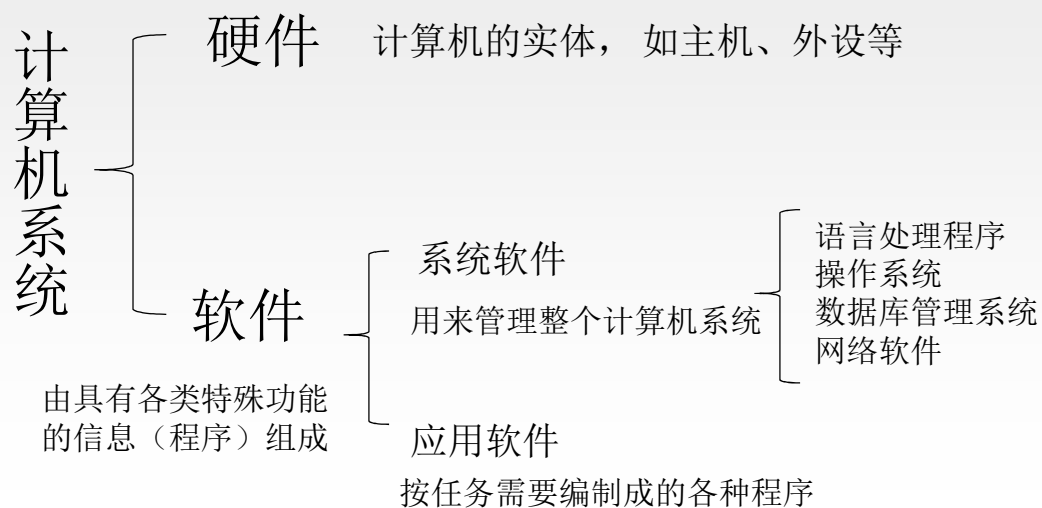 计算机系统
硬件
计算机的实体，如主机、外设等
软件
由具有各类特殊功能
的信息（程序）组成
系统软件
用来管理整个计算机系统
语言处理程序
操作系统
数据库管理系统
网络软件
应用软件
按任务需要编制成的各种程序